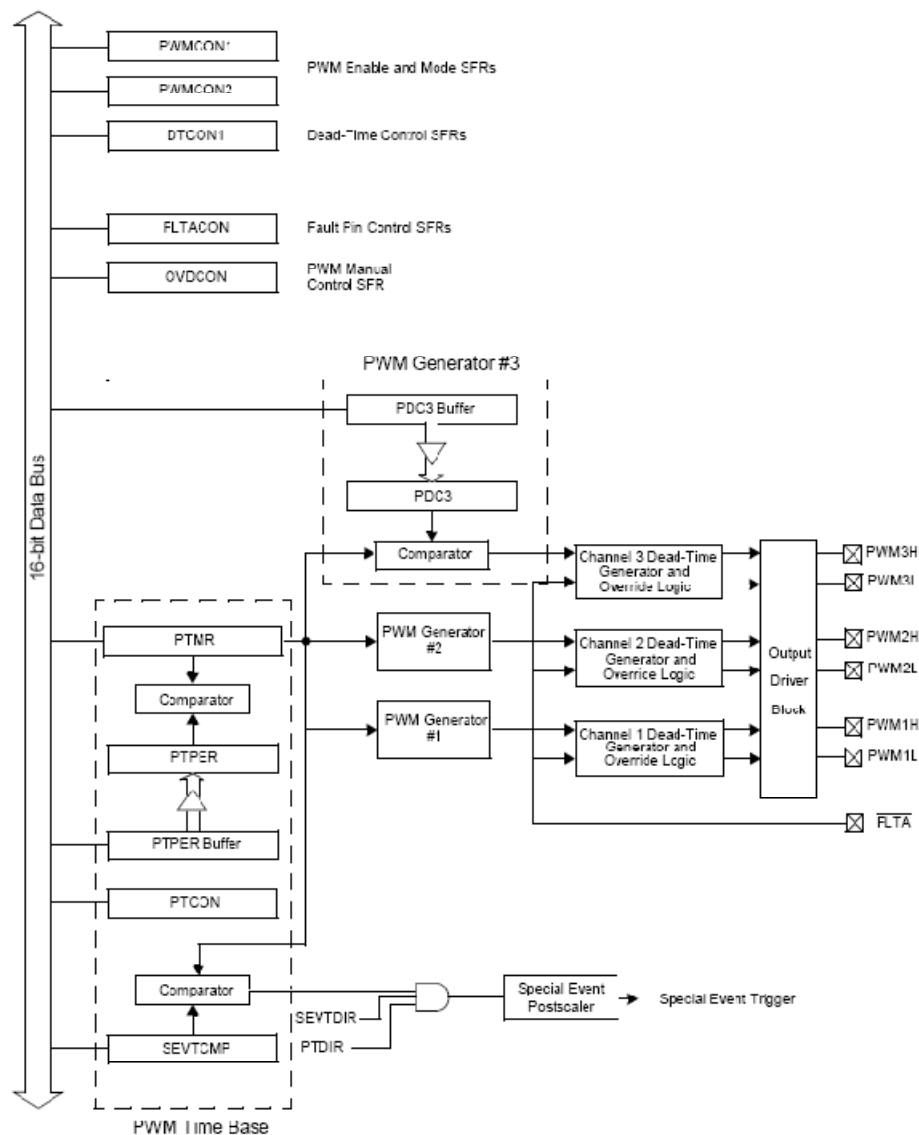 PWMCON1
PWM Enable and Mode SFRs
PWMCON2
DTCON1
Dead-Time Control SFRs
FLTACON
Fault Pin Control SFRs
OVDCON
PWM Manual
Control SFR
16-bit Data Bus
PWM Generator #3
PDC3 Buffer
PDC3
Comparator
Channel 3 Dead-Time
Generator and
Override Logic
PWM3H
PWM3L
PTMR
PWM Generator
#2
Channel 2 Dead-Time
Generator and
Override Logic
PWM2H
PWM2L
Output
Driver
Block
Comparator
PTPER
PWM Generator
#1
Channel 1 Dead-Time
Generator and
Override Logic
PWM1H
PWM1L
PTPER Buffer
FLTA
PTCON
Comparator
SEVTDIR
PTDIR
Special Event
Postscaler
Special Event Trigger
SEVTCMP
PWM Time Base